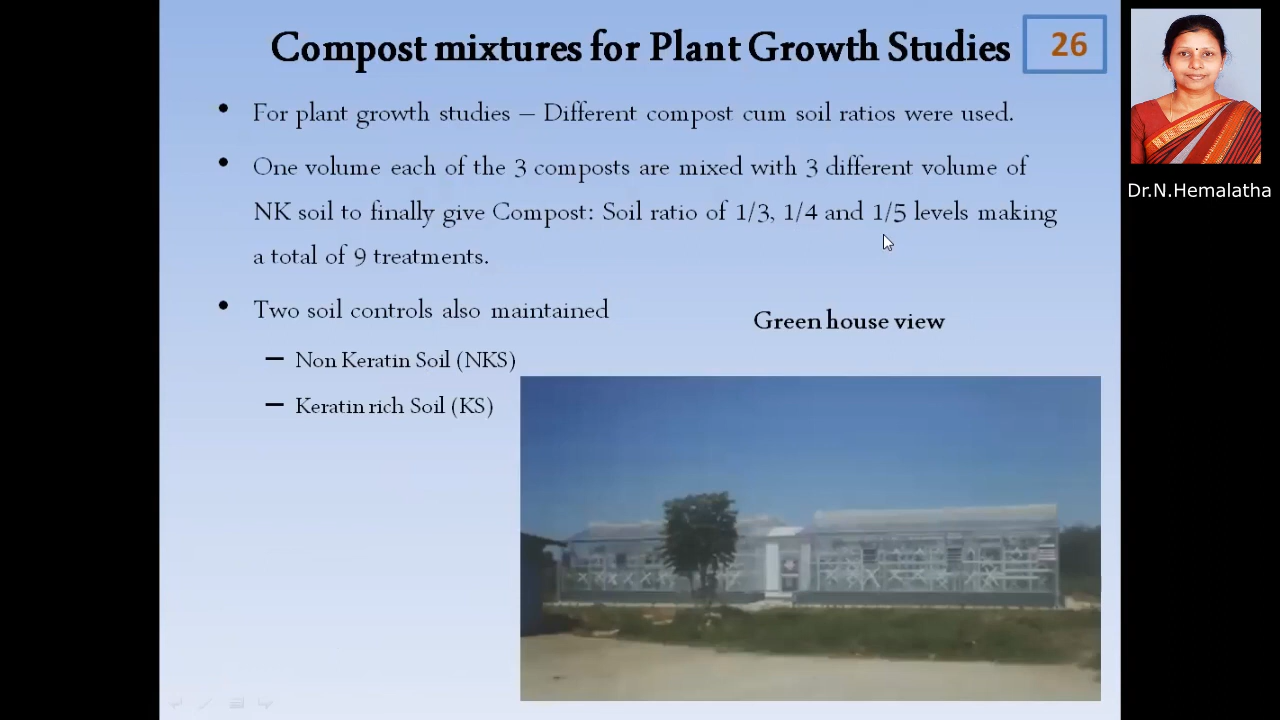 Compost mixtures for Plant Growth Studies
26
• For plant growth studies – Different compost cum soil ratios were used.
• One volume each of the 3 composts are mixed with 3 different volume of
NK soil to finally give Compost: Soil ratio of 1/3, 1/4 and 1/5 levels making
a total of 9 treatments.
• Two soil controls also maintained
– Non Keratin Soil (NKS)
– Keratin rich Soil (KS)
Green house view
Dr.N.Hemalatha